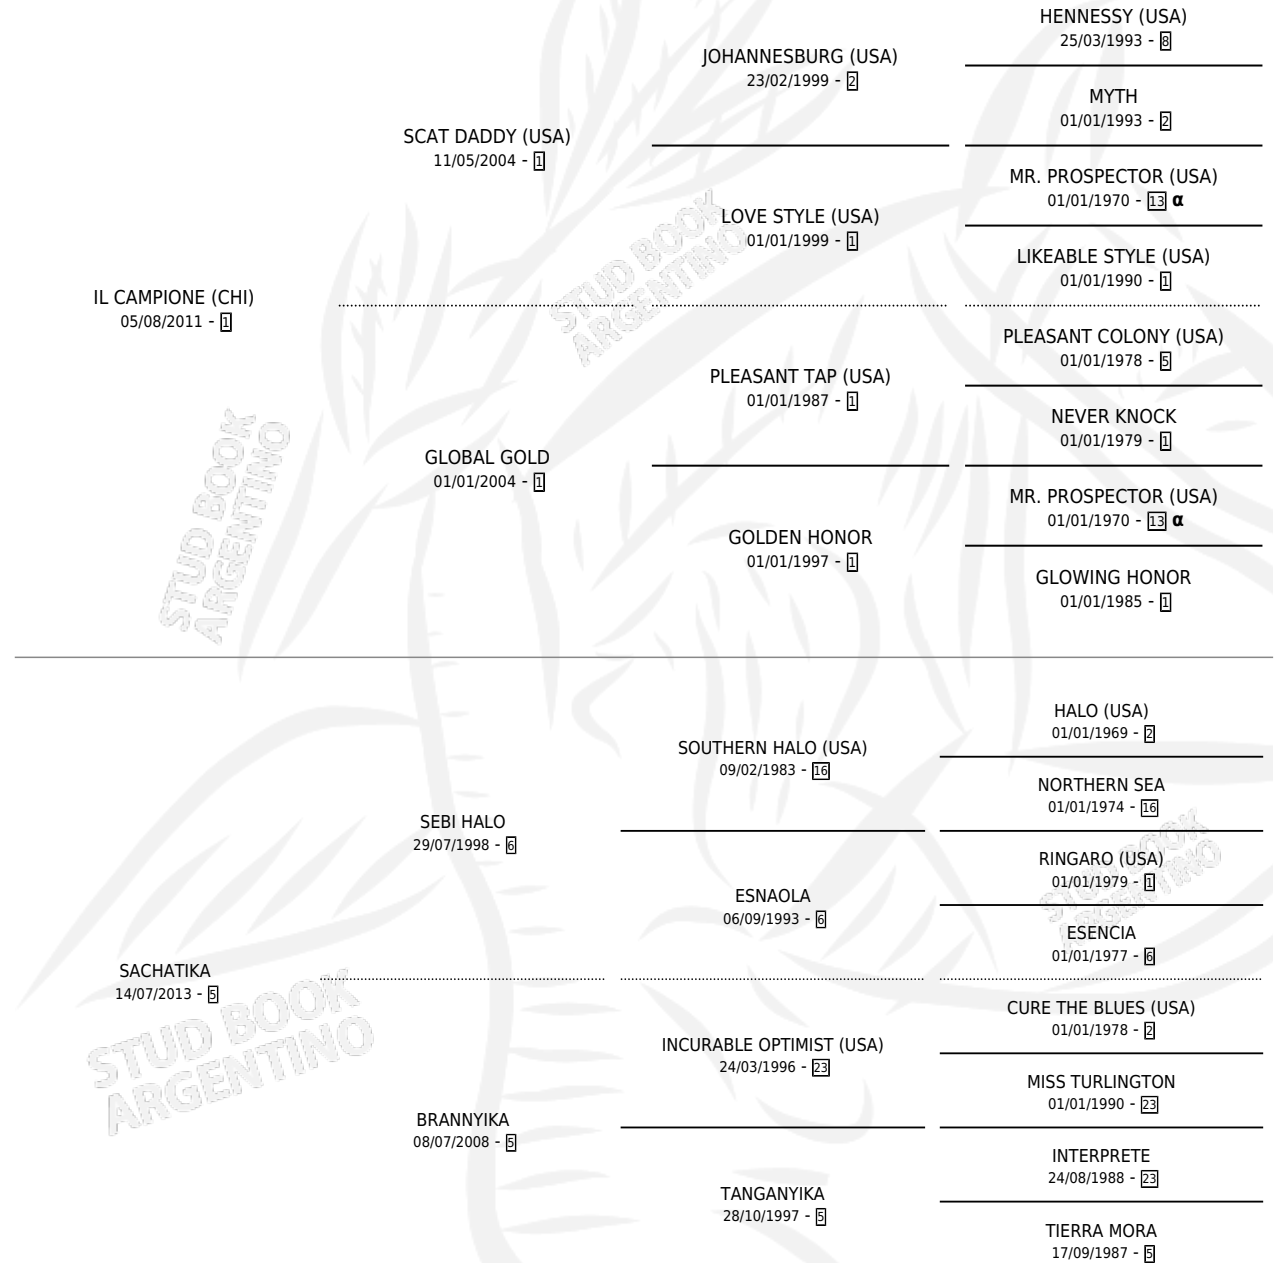 HENNESSY (USA)
25/03/1993 - 8
JOHANNESBURG (USA)
23/02/1999 - 2
MYTH
01/01/1993 - 2
SCAT DADDY (USA)
11/05/2004 - 1
MR. PROSPECTOR (USA)
01/01/1970 - 13 α
LOVE STYLE (USA)
01/01/1999 - 1
LIKEABLE STYLE (USA)
01/01/1990 - 1
IL CAMPIONE (CHI)
05/08/2011 - 1
PLEASANT COLONY (USA)
01/01/1978 - 5
PLEASANT TAP (USA)
01/01/1987 - 1
NEVER KNOCK
01/01/1979 - 1
GLOBAL GOLD
01/01/2004 - 1
MR. PROSPECTOR (USA)
01/01/1970 - 13 α
GOLDEN HONOR
01/01/1997 - 1
GLOWING HONOR
01/01/1985 - 1
HALO (USA)
01/01/1969 - 2
SOUTHERN HALO (USA)
09/02/1983 - 16
NORTHERN SEA
01/01/1974 - 16
SEBI HALO
29/07/1998 - 6
RINGARO (USA)
01/01/1979 - 1
ESNAOLA
06/09/1993 - 6
ESENCIA
01/01/1977 - 6
SACHATIKA
14/07/2013 - 5
CURE THE BLUES (USA)
01/01/1978 - 2
INCURABLE OPTIMIST (USA)
24/03/1996 - 23
MISS TURLINGTON
01/01/1990 - 23
BRANNYIKA
08/07/2008 - 5
INTERPRETE
24/08/1988 - 23
TANGANYIKA
28/10/1997 - 5
TIERRA MORA
17/09/1987 - 5
STUD BOOK
ARGENTINO
STUD BOOK
ARGENTINO
STUD BOOK
ARGENTINO
STUD BOOK
ARGENTINO